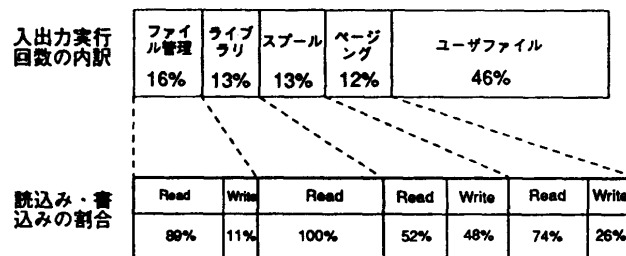 入出力実行
回数の内訳
ファイ
ル管理
16%
ライブ
ラリ
13%
スプール
13%
ページ
ング
12%
ユーザファイル
46%
読込み・書
込みの割合
Read Write Read Read Write Read Write
89% 11% 100% 52% 48% 74% 26%